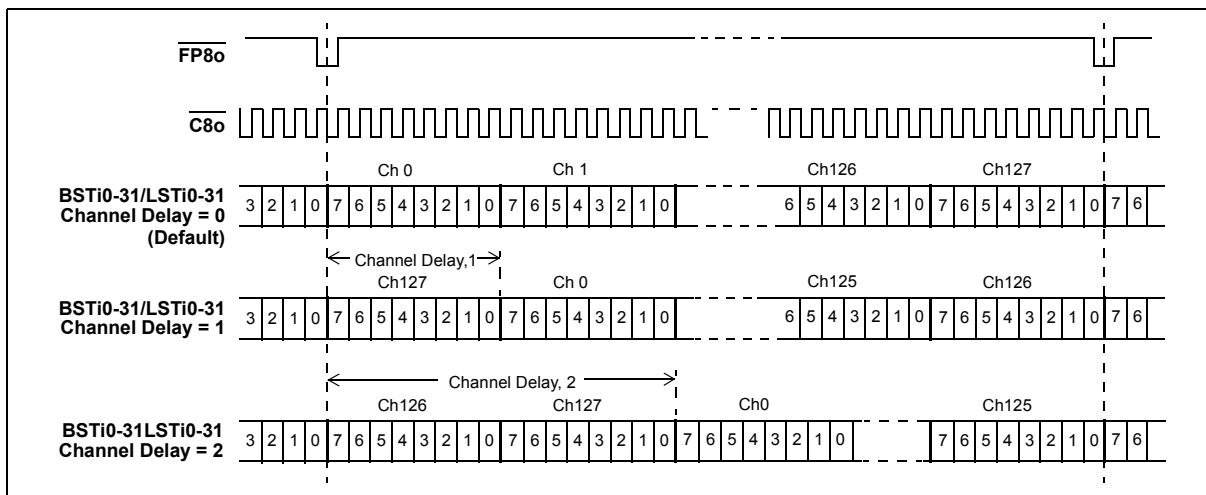 FP8o
C8o
Ch 0 Ch 1 Ch126 Ch127
BSTi0-31/LSTi0-31
Channel Delay = 0
(Default)
3 2 1 0 7 6 5 4 3 2 1 0 7 6 5 4 3 2 1 0 6 5 4 3 2 1 0 7 6 5 4 3 2 1 0 7 6
Channel Delay,1
Ch127 Ch 0 Ch125 Ch126
BSTi0-31/LSTi0-31
Channel Delay = 1
3 2 1 0 7 6 5 4 3 2 1 0 7 6 5 4 3 2 1 0 6 5 4 3 2 1 0 7 6 5 4 3 2 1 0 7 6
Channel Delay, 2
Ch126 Ch127 Ch0 Ch125
BSTi0-31LSTi0-31
Channel Delay = 2
3 2 1 0 7 6 5 4 3 2 1 0 7 6 5 4 3 2 1 0 7 6 5 4 3 2 1 0 7 6 5 4 3 2 1 0 7 6